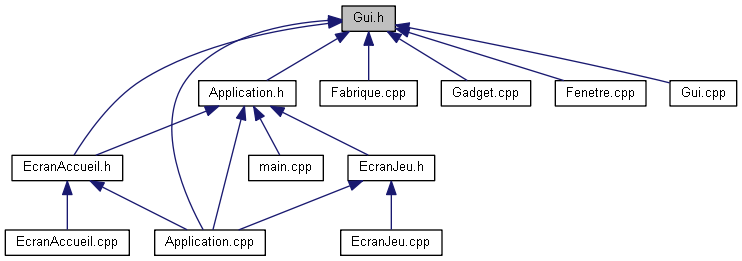 Gui.h
Application.h
Fabrique.cpp
Gadget.cpp
Fenetre.cpp
Gui.cpp
EcranAccueil.h
main.cpp
EcranJeu.h
EcranAccueil.cpp
Application.cpp
EcranJeu.cpp